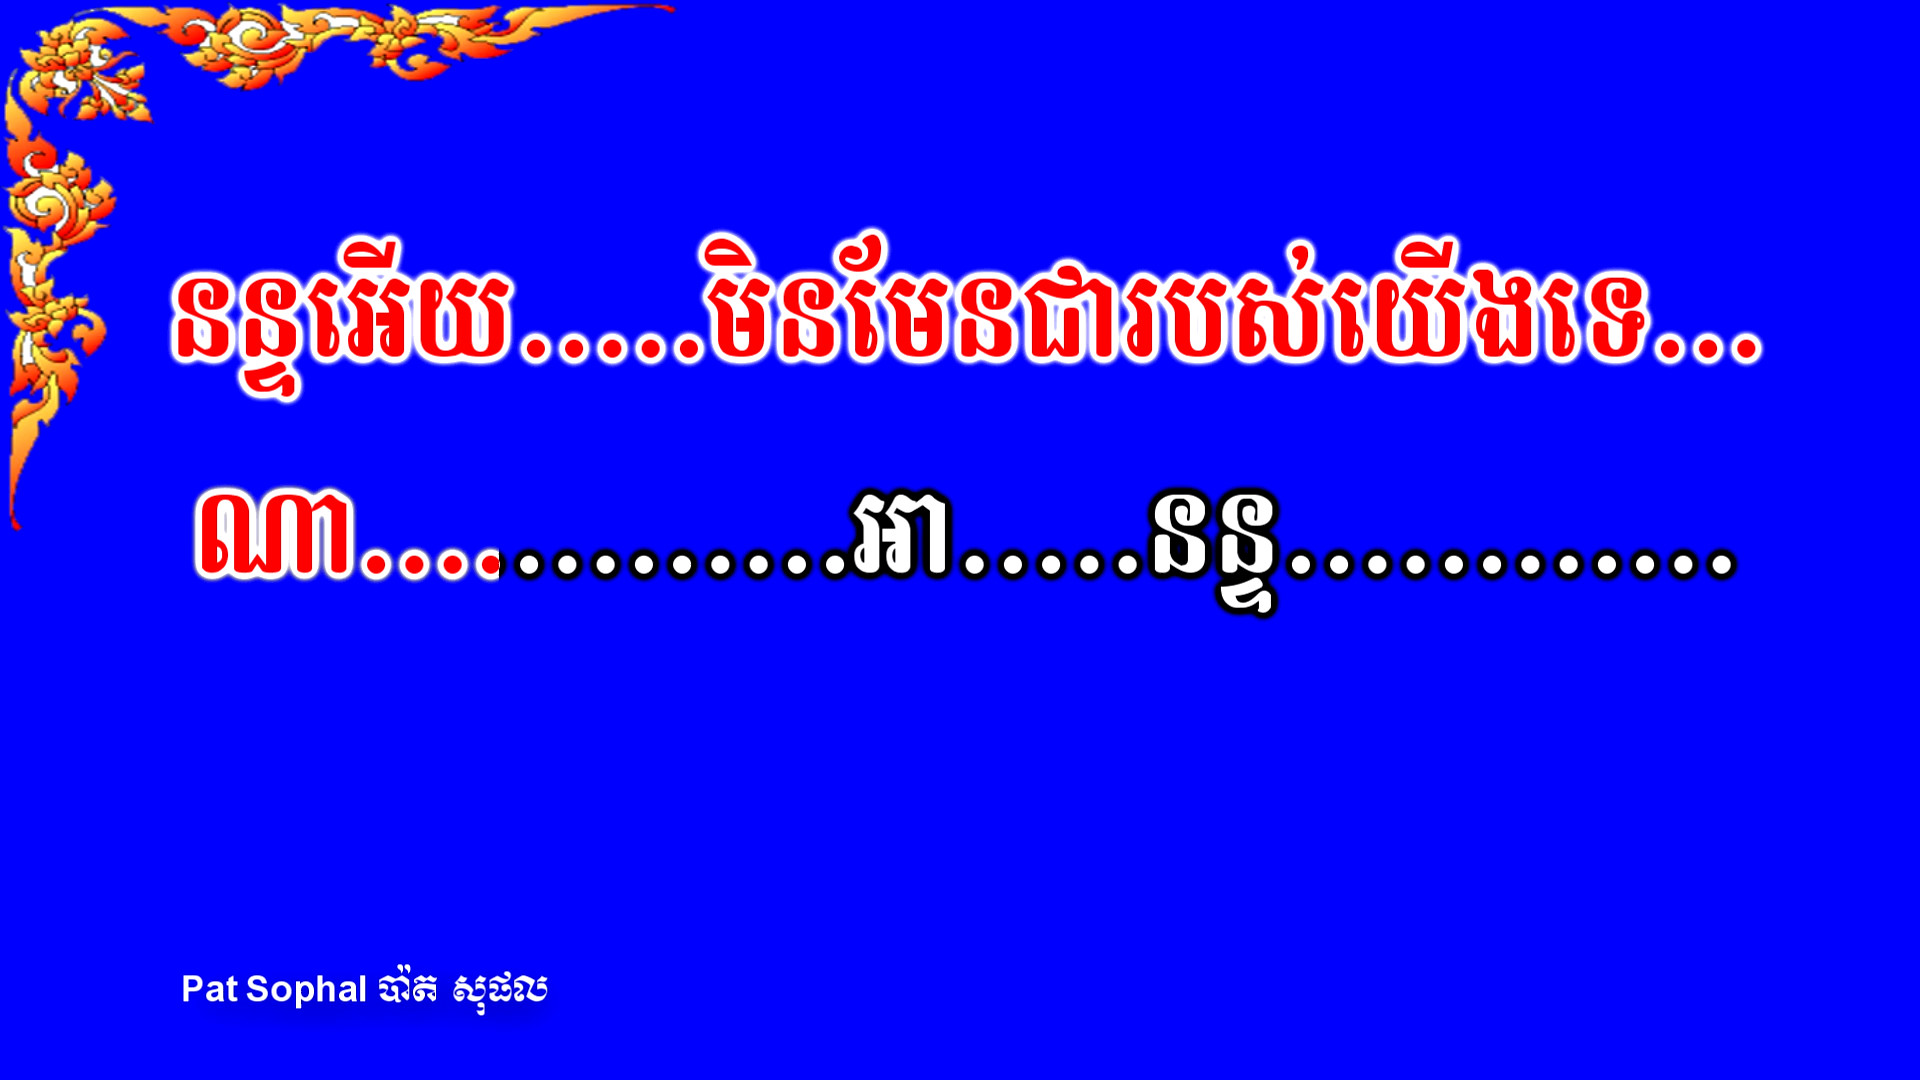 នន្ទអើយ.....មិនមែនជារបស់យើងទេ...
ណា.............អា.....នន្ទ............
Pat Sophal ប៉ាត សុផល